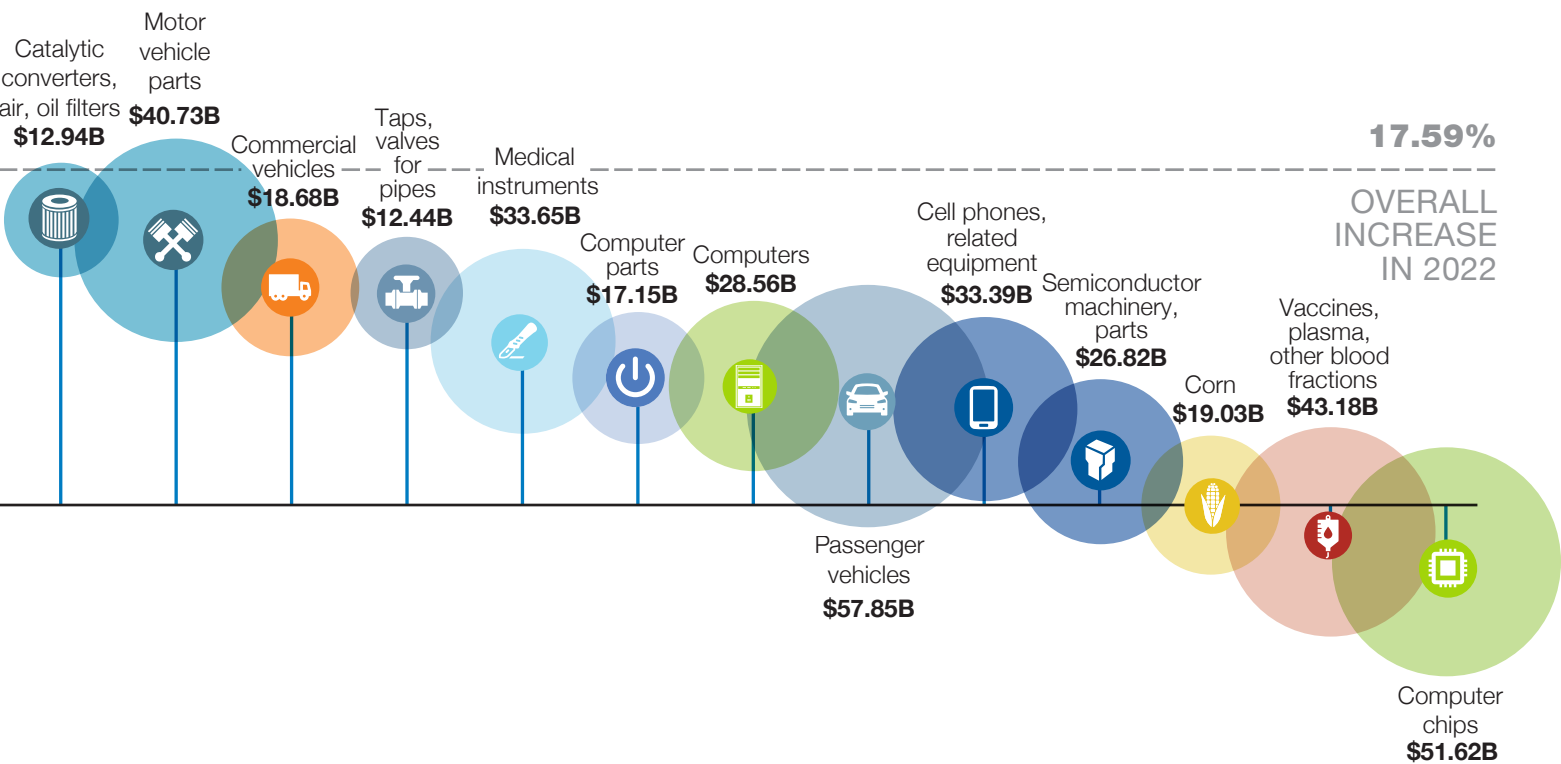 Catalytic
converters,
air, oil filters
$12.94B
Motor
vehicle
parts
$40.73B
Commercial
vehicles
$18.68B
Taps,
valves
for
pipes
$12.44B
Medical
instruments
$33.65B
Computer
parts
$17.15B
Computers
$28.56B
Passenger
vehicles
$57.85B
Cell phones,
related
equipment
$33.39B
Semiconductor
machinery,
parts
$26.82B
Corn
$19.03B
Vaccines,
plasma,
other blood
fractions
$43.18B
Computer
chips
$51.62B
17.59%
OVERALL
INCREASE
IN 2022